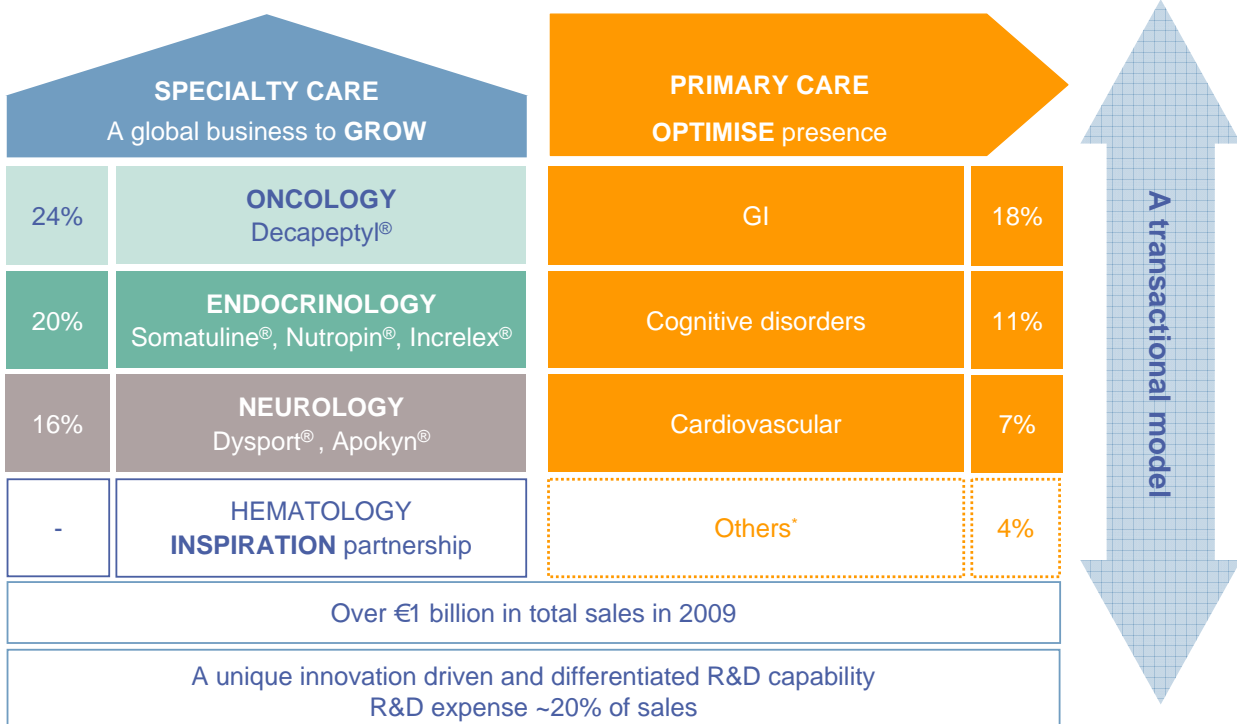 SPECIALTY CARE
A global business to GROW
PRIMARY CARE
OPTIMISE presence
24%
ONCOLOGY
Decapeptyl®
GI
18%
20%
ENDOCRINOLOGY
Somatuline®, Nutropin®, Increlex®
Cognitive disorders
11%
16%
NEUROLOGY
Dysport® , Apokyn®
Cardiovascular
7%
-
HEMATOLOGY
INSPIRATION partnership
Others*
4%
Over €1 billion in total sales in 2009
A unique innovation driven and differentiated R&D capability
R&D expense ~20% of sales
A transactional model